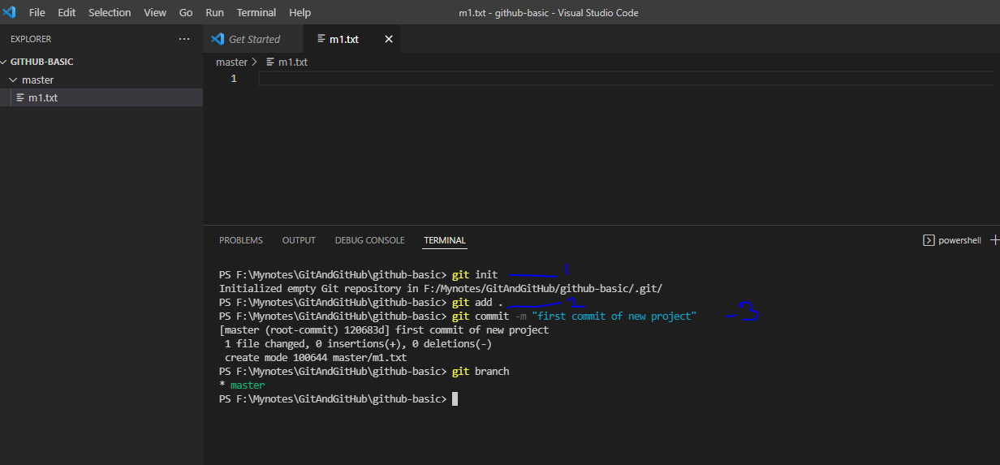 File Edit Selection View Go Run Terminal Help
m1.txt - github-basic - Visual Studio Code
EXPLORER ...
GITHUB-BASIC
master
m1.txt
Get Started
m1.txt
master > m1.txt
1
PROBLEMS OUTPUT DEBUG CONSOLE TERMINAL
powershell
PS F:\Mynotes\GitAndGitHub\github-basic> git init 1
Initialized empty Git repository in F:/Mynotes/GitAndGitHub/github-basic/.git/
PS F:\Mynotes\GitAndGitHub\github-basic> git add . 2
PS F:\Mynotes\GitAndGitHub\github-basic> git commit -m "first commit of new project" 3
[master (root-commit) 120683d] first commit of new project
1 file changed, 0 insertions(+), 0 deletions(-)
create mode 100644 master/m1.txt
PS F:\Mynotes\GitAndGitHub\github-basic> git branch
* master
PS F:\Mynotes\GitAndGitHub\github-basic>